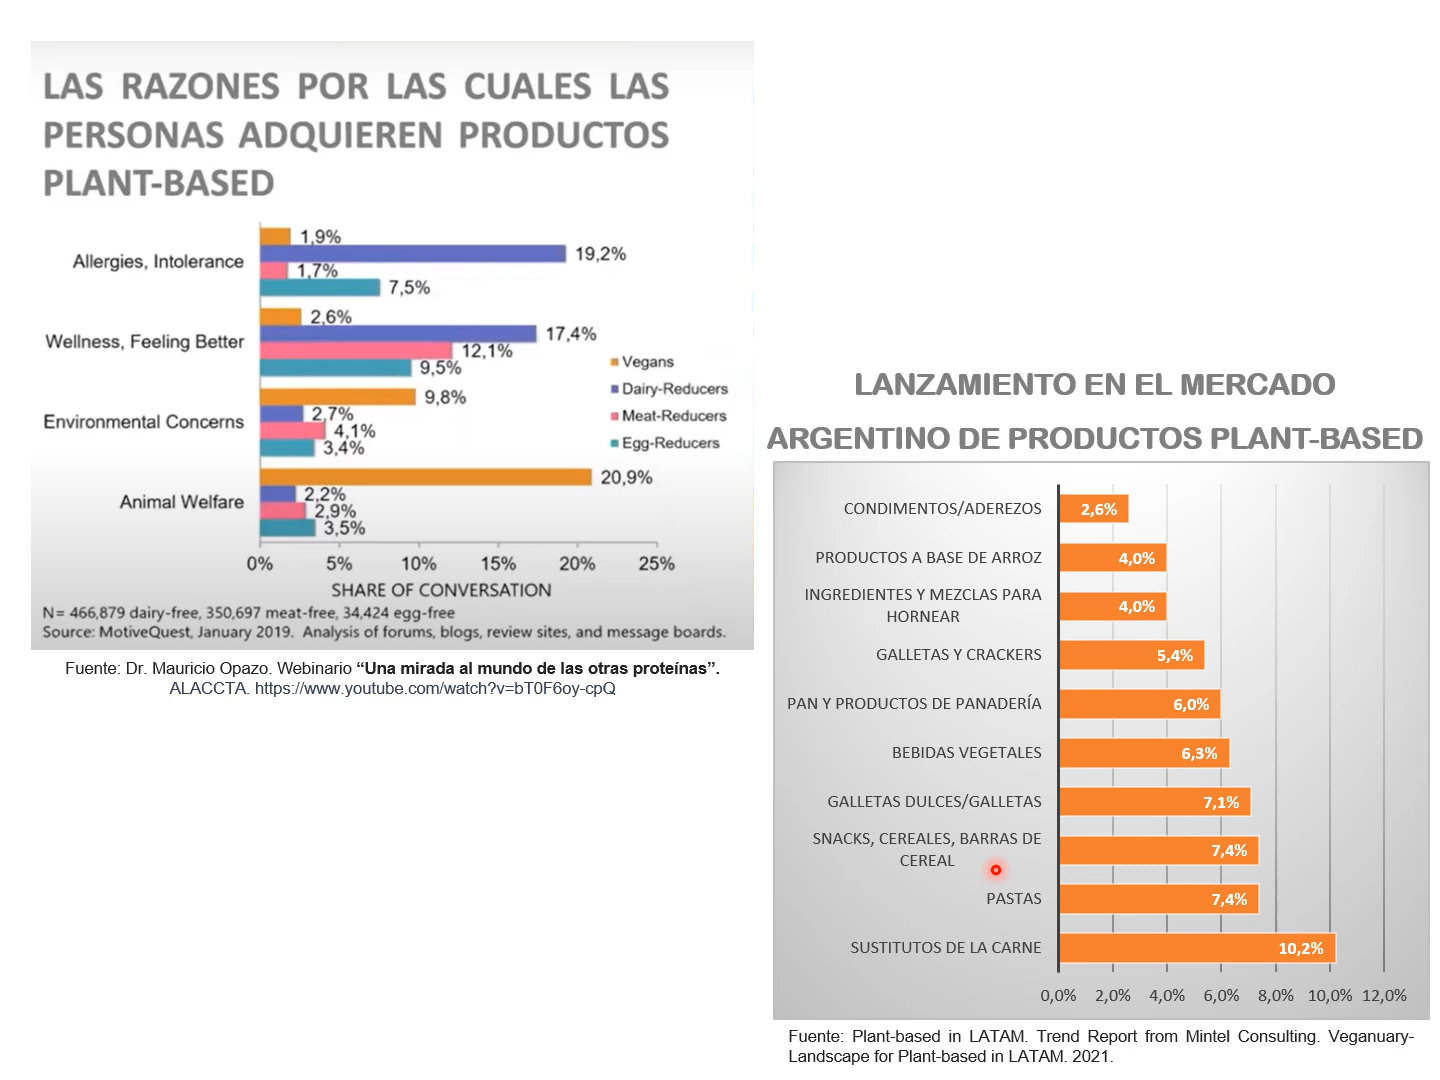 LAS RAZONES POR LAS CUALES LAS
PERSONAS ADQUIEREN PRODUCTOS
PLANT-BASED
Allergies, Intolerance
1,9%
19,2%
1,7%
7,5%
Wellness, Feeling Better
2,6%
17,4%
12,1%
9,5%
Environmental Concerns
9,8%
2,7%
4,1%
3,4%
Animal Welfare
20,9%
2,2%
2,9%
3,5%
Vegans
Dairy-Reducers
Meat-Reducers
Egg-Reducers
0% 5% 10% 15% 20% 25%
SHARE OF CONVERSATION
N= 466,879 dairy-free, 350,697 meat-free, 34,424 egg-free
Source: MotiveQuest, January 2019. Analysis of forums, blogs, review sites, and message boards.
Fuente: Dr. Mauricio Opazo. Webinario “Una mirada al mundo de las otras proteínas”.
ALACCTA. https://www.youtube.com/watch?v=bT0F6oy-cpQ
LANZAMIENTO EN EL MERCADO
ARGENTINO DE PRODUCTOS PLANT-BASED
CONDIMENTOS/ADEREZOS 2,6%
PRODUCTOS A BASE DE ARROZ 4,0%
INGREDIENTES Y MEZCLAS PARA
HORNEAR 4,0%
GALLETAS Y CRACKERS 5,4%
PAN Y PRODUCTOS DE PANADERÍA 6,0%
BEBIDAS VEGETALES 6,3%
GALLETAS DULCES/GALLETAS 7,1%
SNACKS, CEREALES, BARRAS DE
CEREAL 7,4%
PASTAS 7,4%
SUSTITUTOS DE LA CARNE 10,2%
0,0% 2,0% 4,0% 6,0% 8,0% 10,0% 12,0%
Fuente: Plant-based in LATAM. Trend Report from Mintel Consulting. Veganuary-
Landscape for Plant-based in LATAM. 2021.